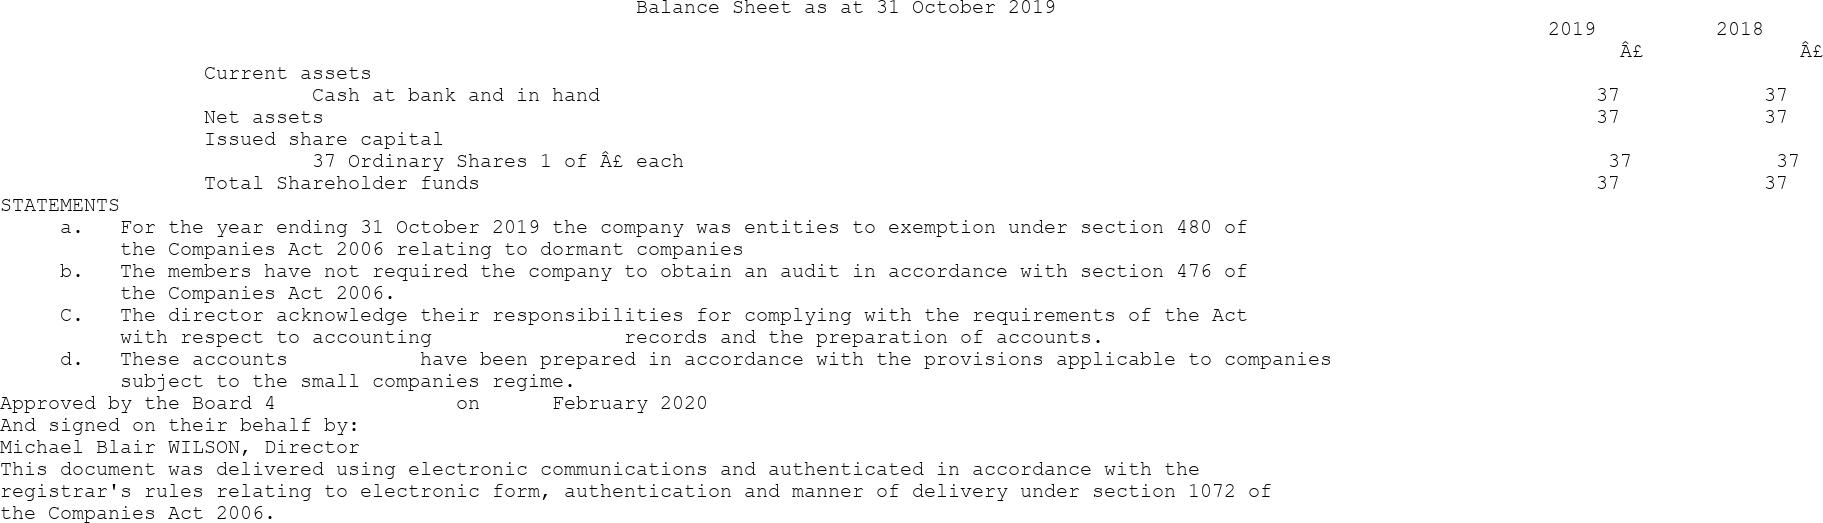 Balance Sheet as at 31 October 2019
2019 2018
Â£ Â£
Current assets
Cash at bank and in hand 37 37
Net assets 37 37
Issued share capital
37 Ordinary Shares 1 of Â£ each 37 37
Total Shareholder funds 37 37
STATEMENTS
a. For the year ending 31 October 2019 the company was entities to exemption under section 480 of
the Companies Act 2006 relating to dormant companies
b. The members have not required the company to obtain an audit in accordance with section 476 of
the Companies Act 2006.
C. The director acknowledge their responsibilities for complying with the requirements of the Act
with respect to accounting records and the preparation of accounts.
d. These accounts have been prepared in accordance with the provisions applicable to companies
subject to the small companies regime.
Approved by the Board 4 on February 2020
And signed on their behalf by:
Michael Blair WILSON, Director
This document was delivered using electronic communications and authenticated in accordance with the
registrar's rules relating to electronic form, authentication and manner of delivery under section 1072 of
the Companies Act 2006.